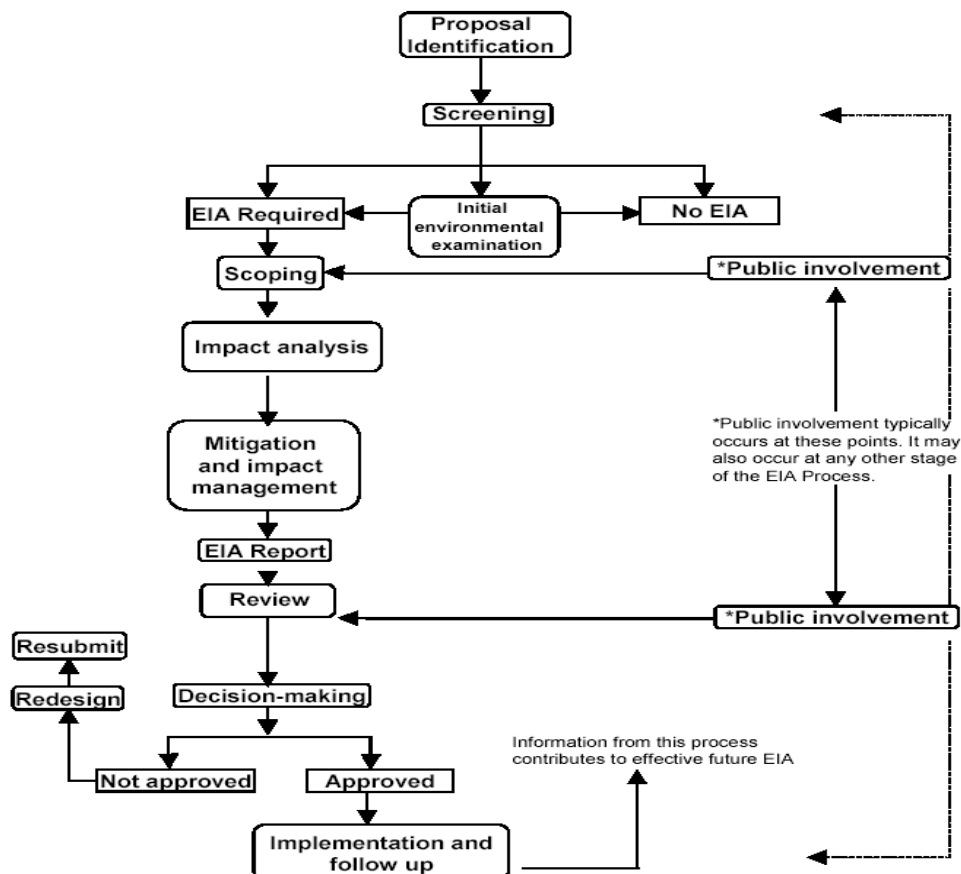 Proposal
Identification
Screening
EIA Required
Initial
environmental
examination
No EIA
Scoping
*Public involvement
Impact analysis
*Public involvement typically
occurs at these points. It may
also occur at any other stage
of the EIA Process.
Mitigation
and impact
management
EIA Report
Review
*Public involvement
Resubmit
Redesign
Decision-making
Information from this process
contributes to effective future EIA
Not approved
Approved
Implementation and
follow up